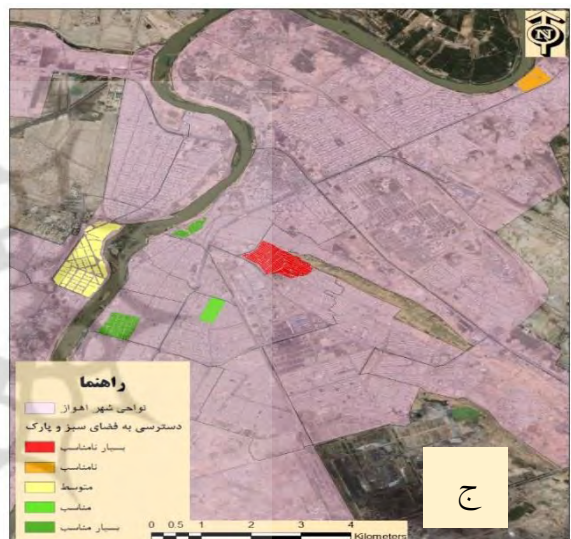 N
راهنما
نواحی شهر اهواز
دسترسی به فضای سبز و پارک
بسیار نامناسب
نامناسب
متوسط
مناسب
بسیار مناسب
0 0.5 1 2 3 4
Kilometers
ج